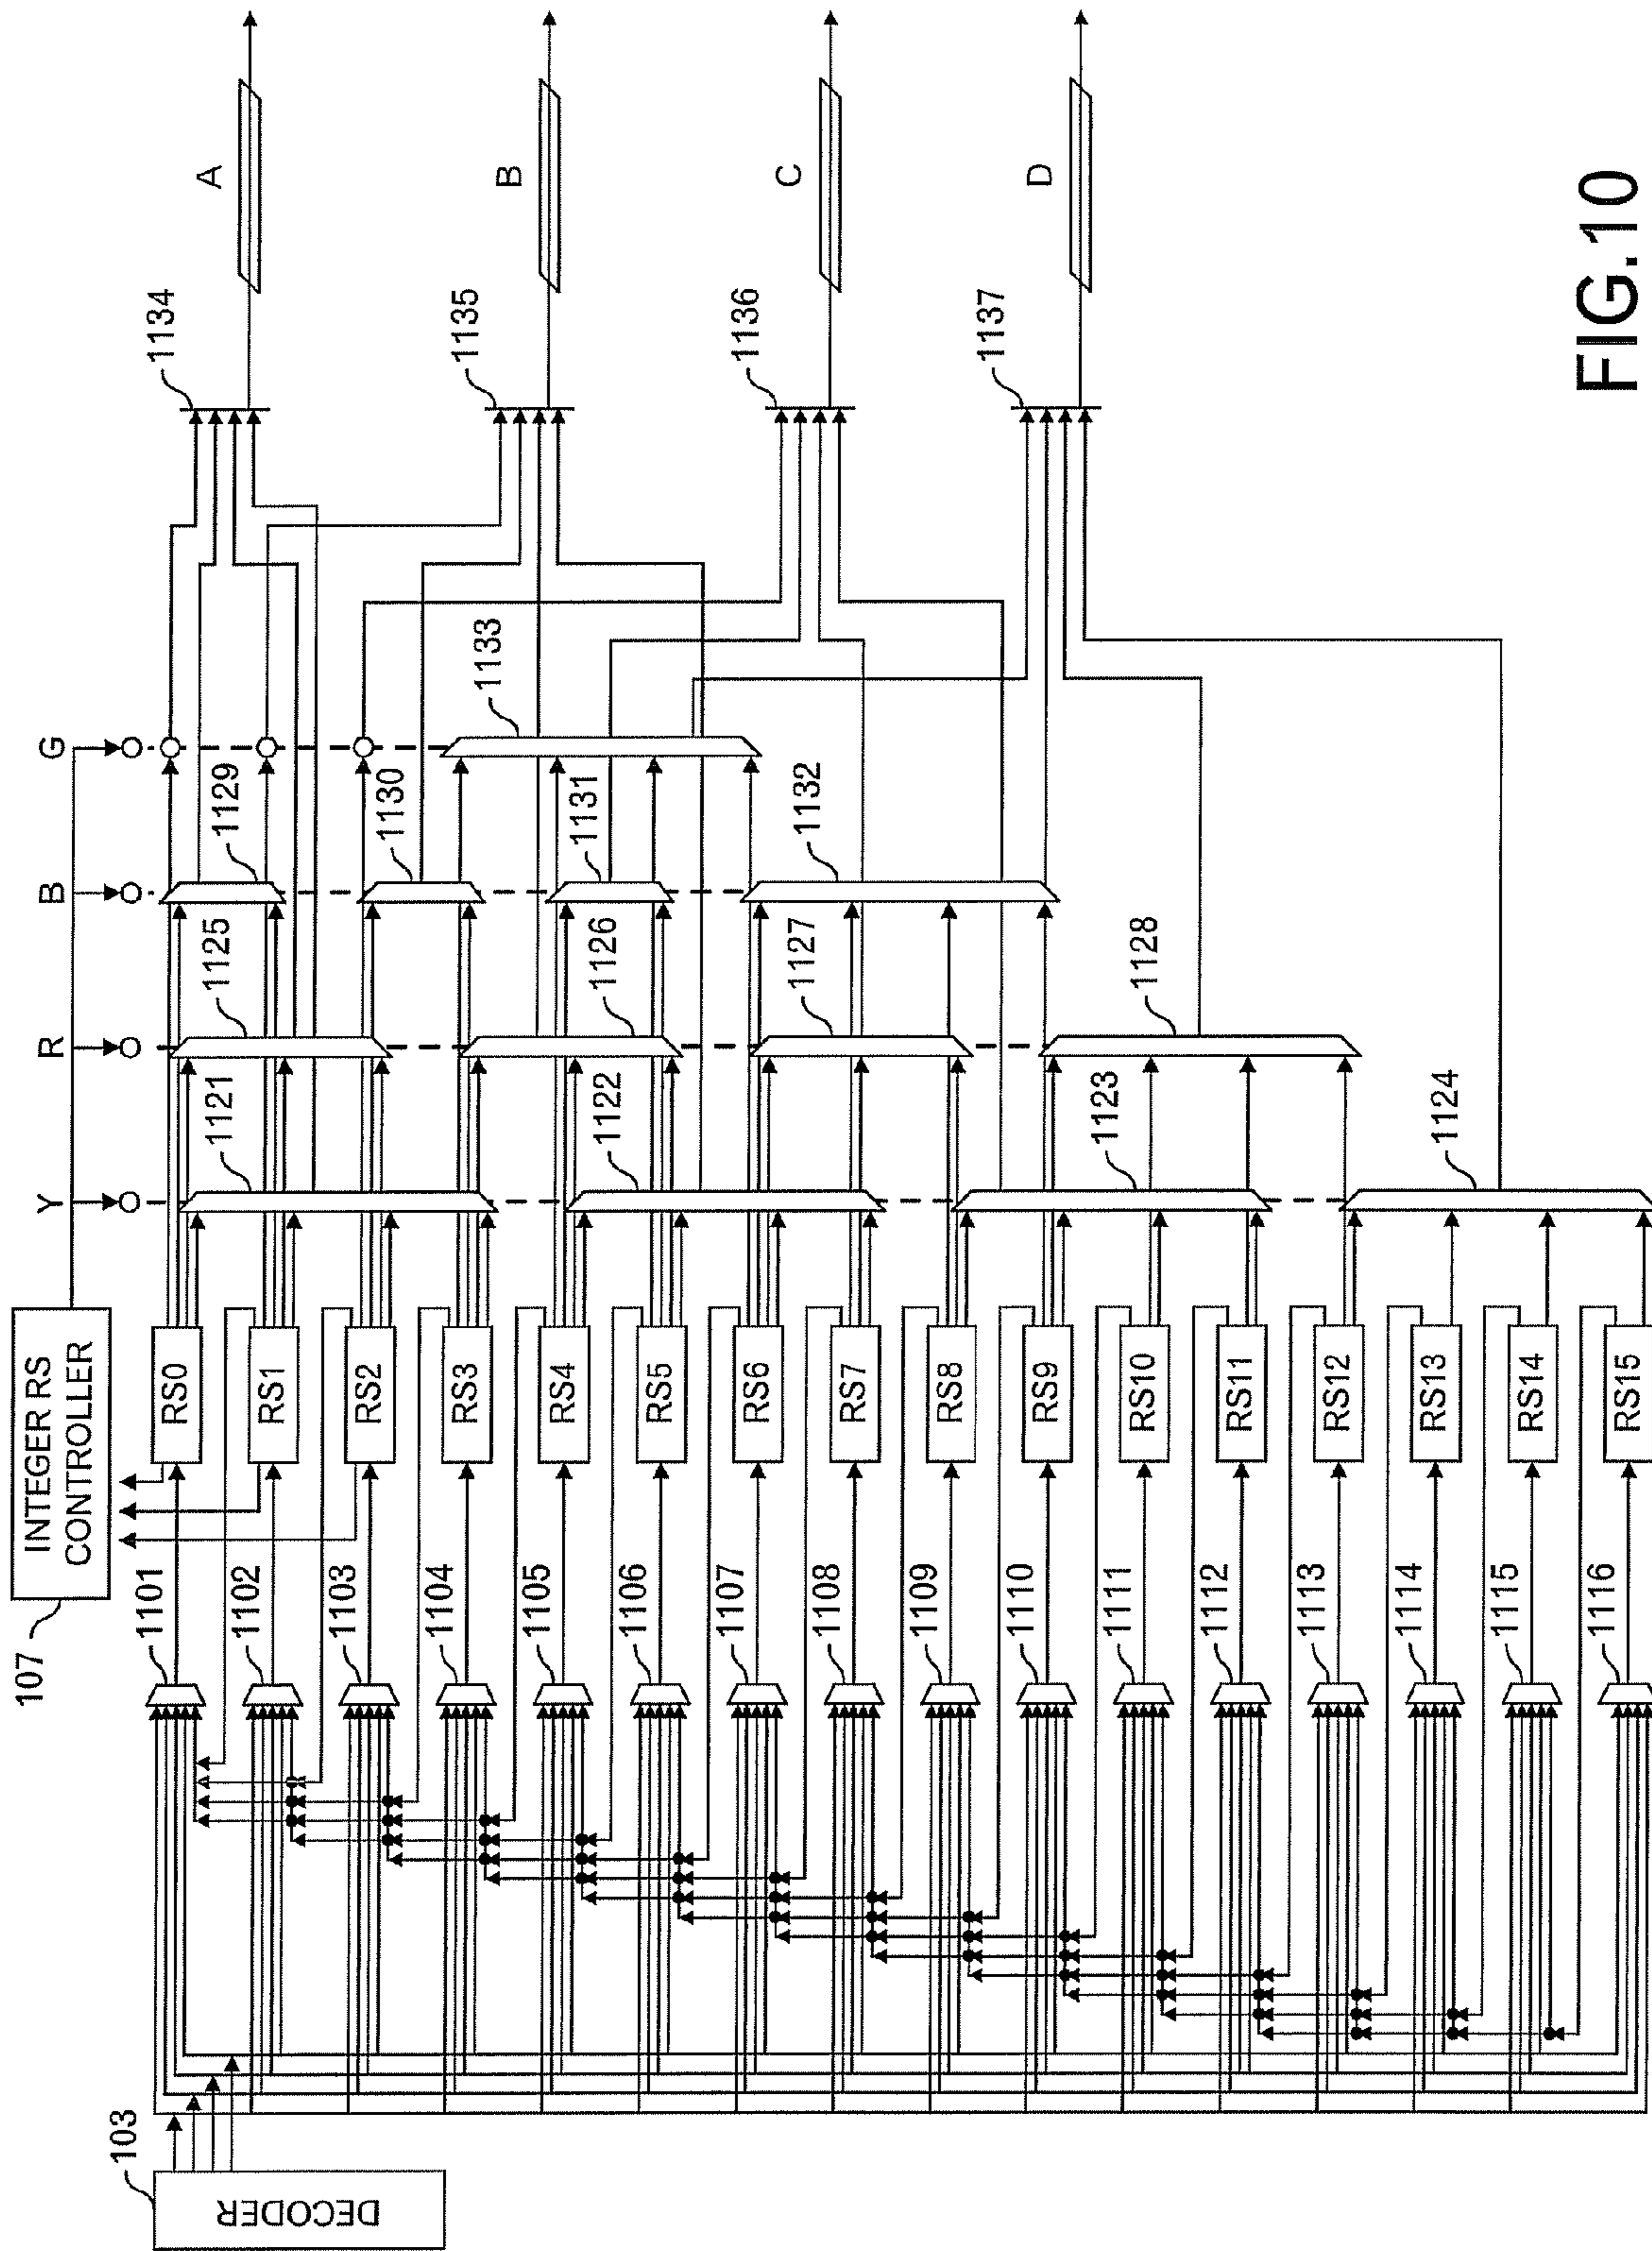 107
INTEGER RS
CONTROLLER
Y
R
B
G
103
DECODER
1101
1102
1103
1104
1105
1106
1107
1108
1109
1110
1111
1112
1113
1114
1115
1116
RS0
RS1
RS2
RS3
RS4
RS5
RS6
RS7
RS8
RS9
RS10
RS11
RS12
RS13
RS14
RS15
1121
1122
1123
1124
1125
1126
1127
1128
1129
1130
1131
1132
1133
1134
1135
1136
1137
A
B
C
D
FIG.10